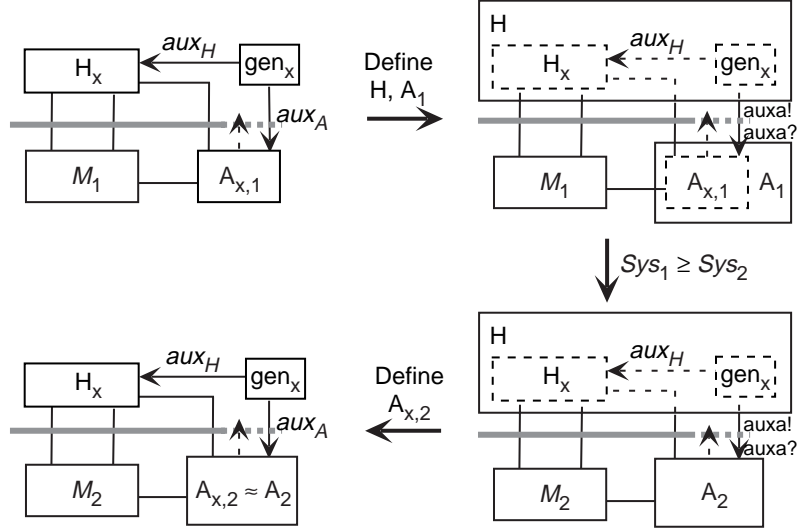 aux_H
H_x
gen_x
aux_A
M_1
A_x,1
Define
H, A_1
H
aux_H
H_x
gen_x
auxa!
auxa?
M_1
A_x,1
A_1
Sys_1 ≥ Sys_2
aux_H
H_x
gen_x
aux_A
M_2
A_x,2 ≈ A_2
Define
A_x,2
H
aux_H
H_x
gen_x
auxa!
auxa?
M_2
A_2